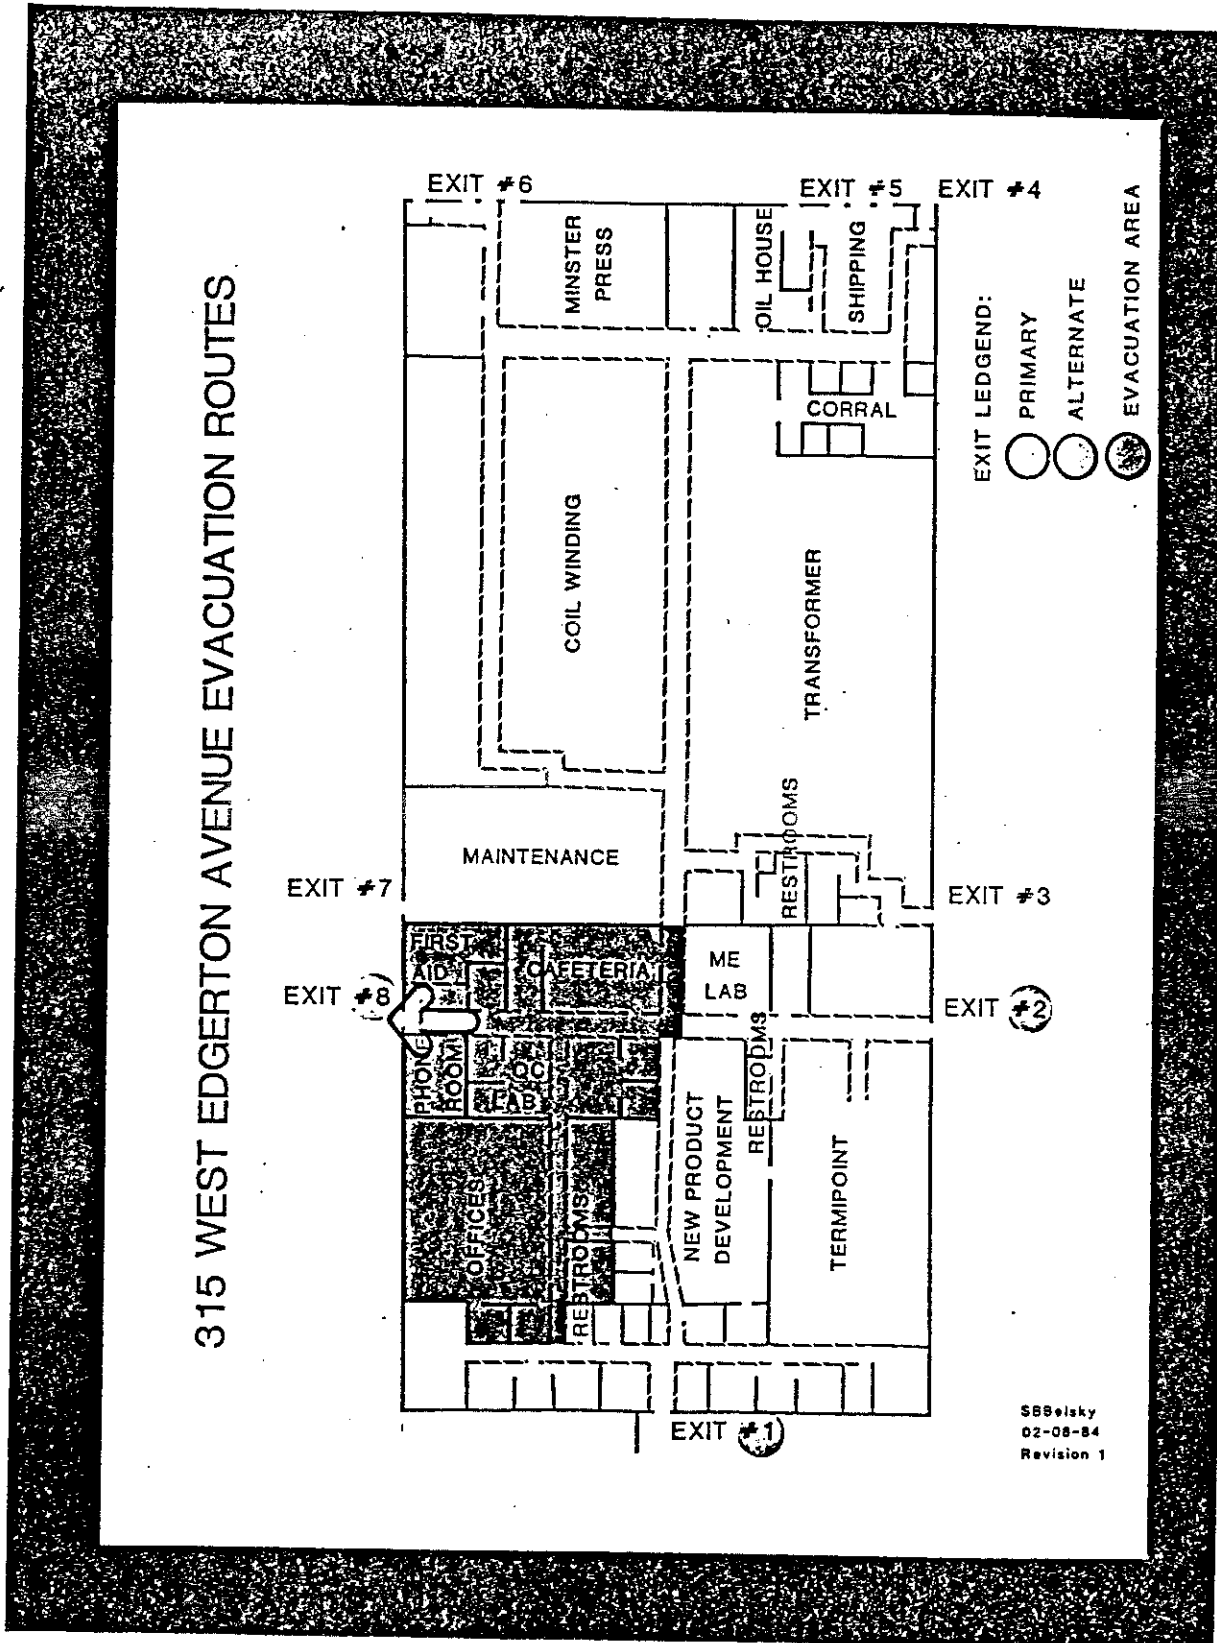 315 WEST EDGERTON AVENUE EVACUATION ROUTES
EXIT #6
EXIT #5
EXIT #4
MINSTER
PRESS
OIL HOUSE
SHIPPING
CORRAL
COIL WINDING
TRANSFORMER
EXIT #7
MAINTENANCE
RESTROOMS
EXIT #3
EXIT #8
FIRST
AID
CAFETERIA
ME
LAB
EXIT #2
PHONE
ROOM
QC
LAB
RESTROOMS
OFFICES
RESTROOMS
NEW PRODUCT
DEVELOPMENT
TERMIPOINT
EXIT #1
EXIT LEDGEND:
PRIMARY
ALTERNATE
EVACUATION AREA
SBBelsky
02-08-84
Revision 1